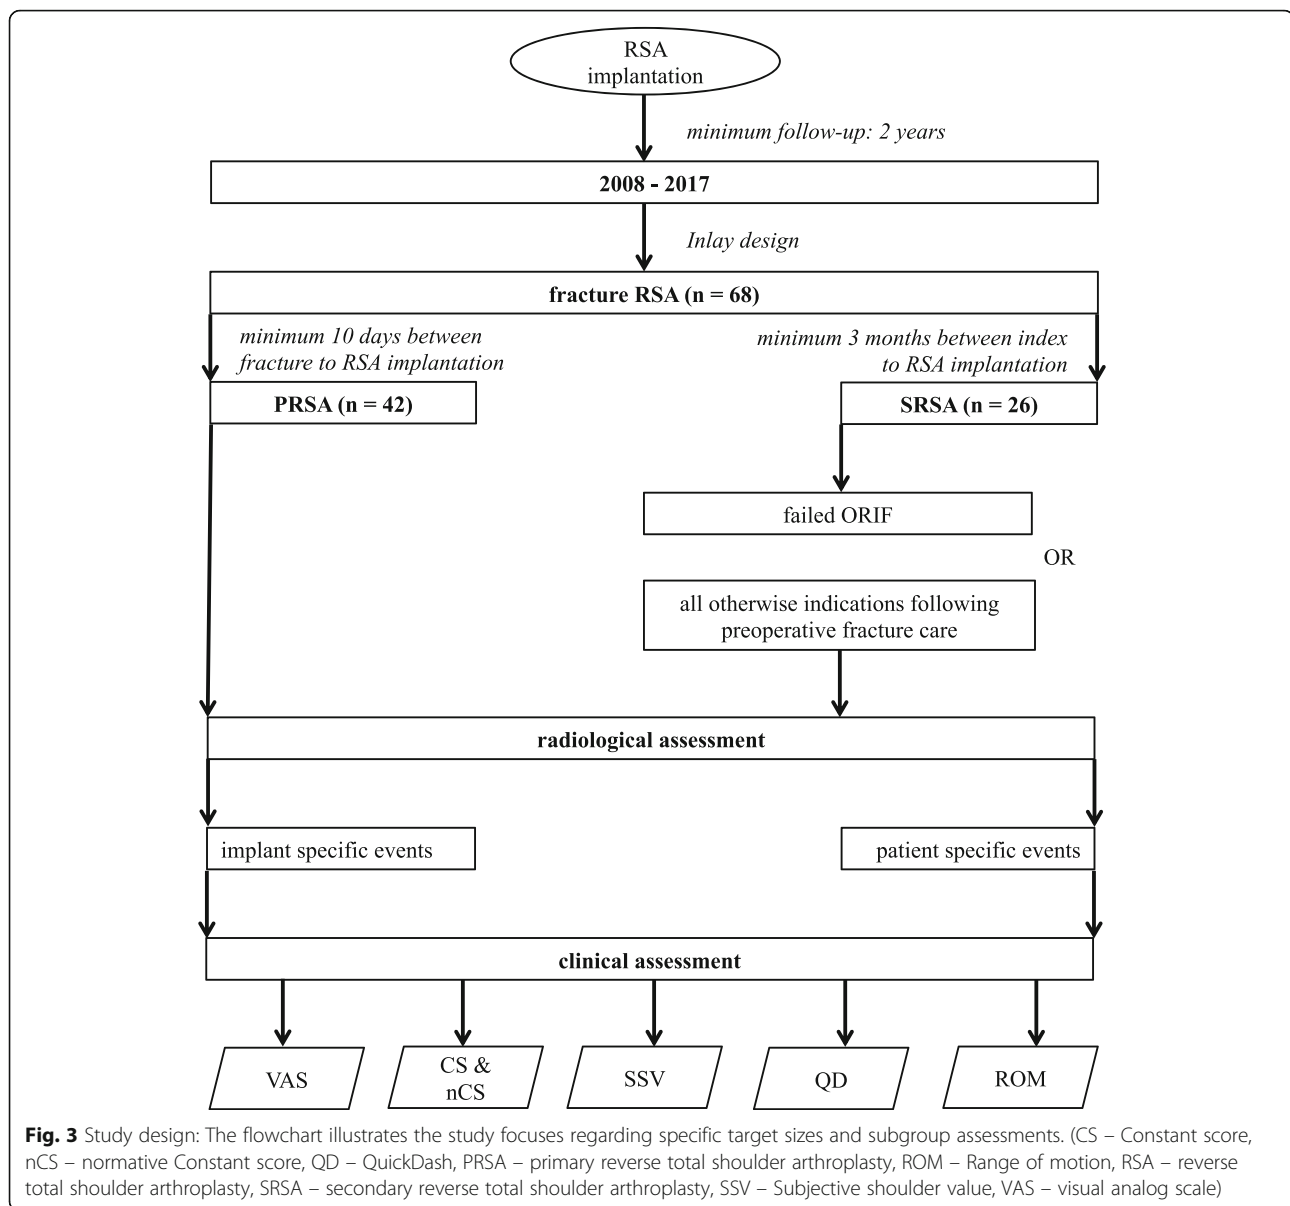 RSA
implantation
minimum follow-up: 2 years
2008 - 2017
Inlay design
fracture RSA (n = 68)
minimum 10 days between
fracture to RSA implantation
minimum 3 months between index
to RSA implantation
PRSA (n = 42)
SRSA (n = 26)
failed ORIF
OR
all otherwise indications following
preoperative fracture care
radiological assessment
implant specific events
patient specific events
clinical assessment
VAS
CS &
nCS
SSV
QD
ROM
Fig. 3 Study design: The flowchart illustrates the study focuses regarding specific target sizes and subgroup assessments. (CS – Constant score,
nCS – normative Constant score, QD – QuickDash, PRSA – primary reverse total shoulder arthroplasty, ROM – Range of motion, RSA – reverse
total shoulder arthroplasty, SRSA – secondary reverse total shoulder arthroplasty, SSV – Subjective shoulder value, VAS – visual analog scale)